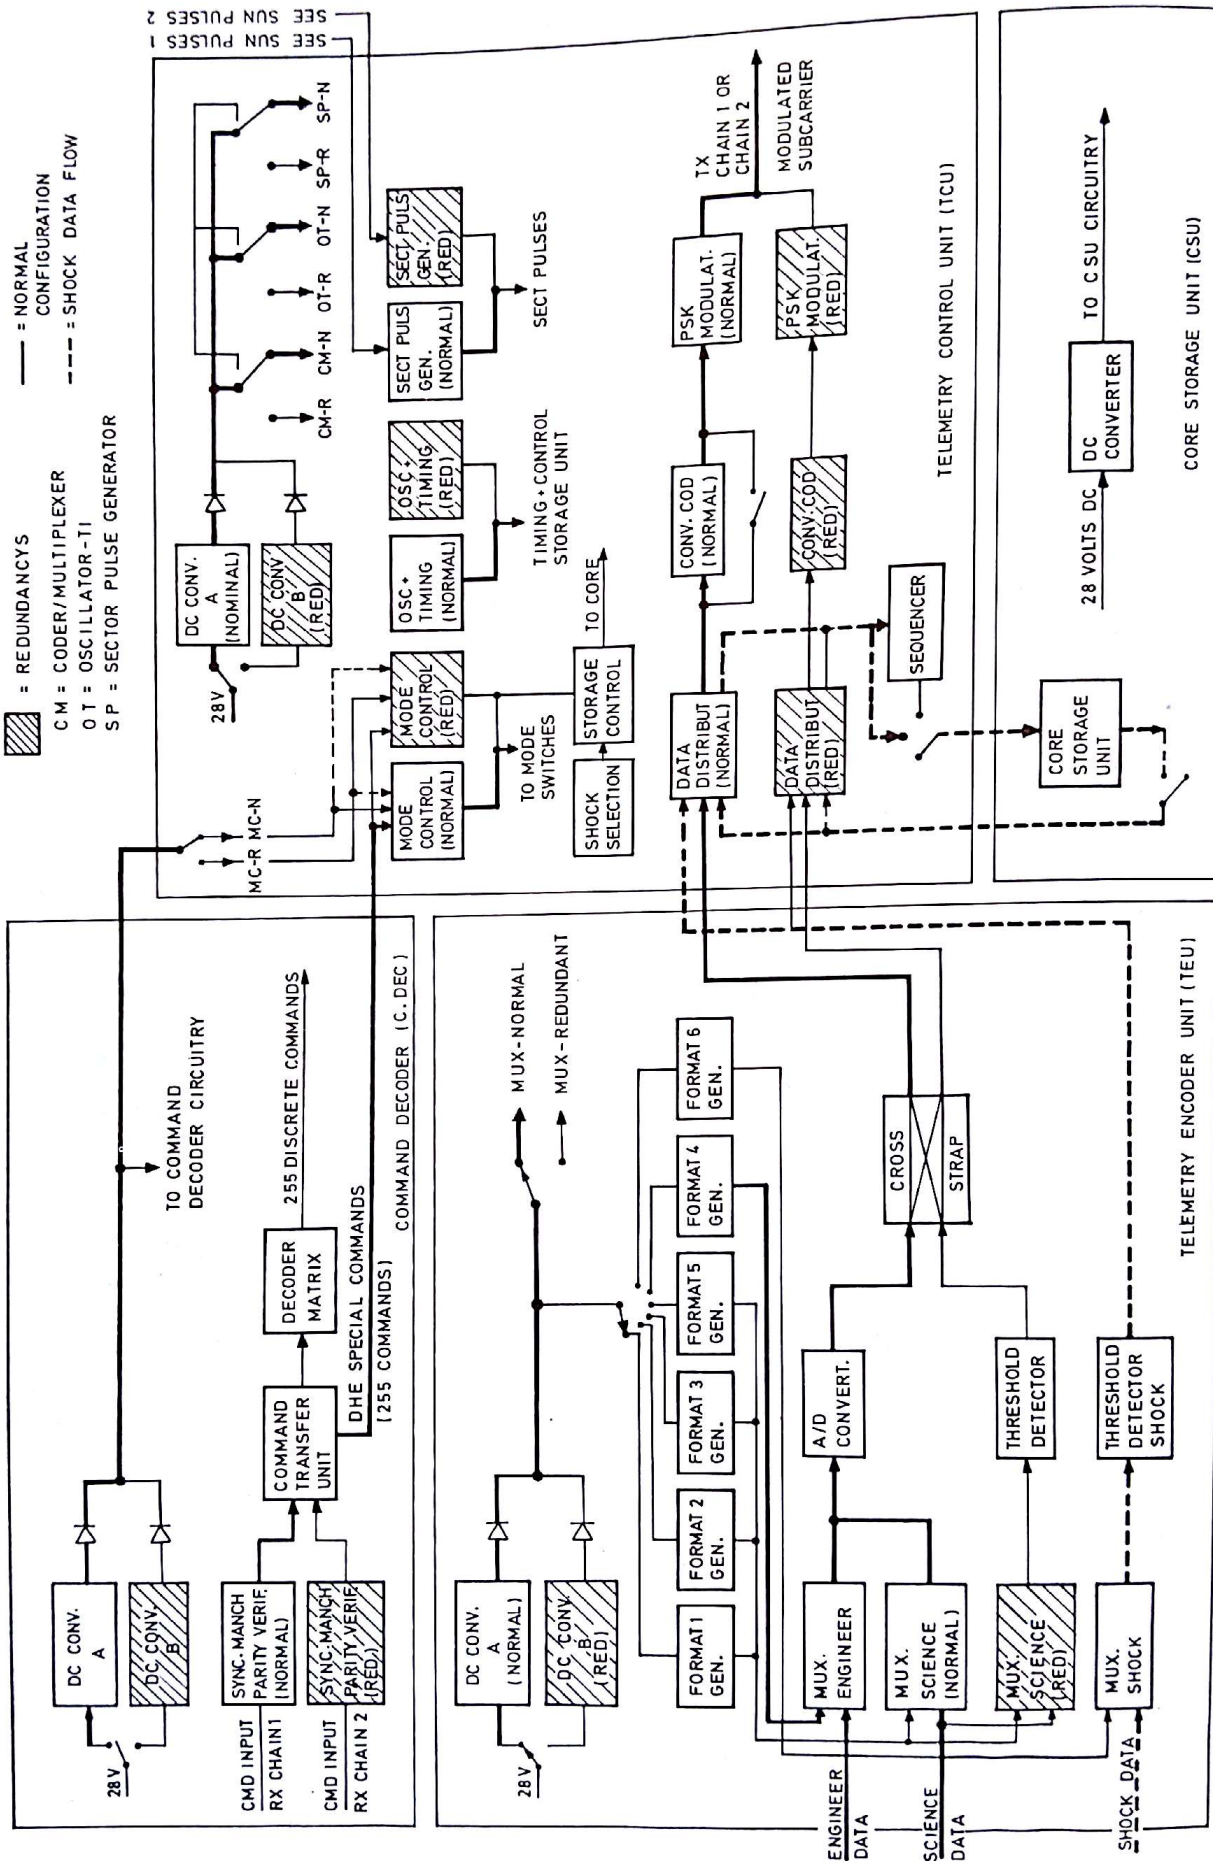 = REDUNDANCYS
CM = CODER/MULTIPLEXER
OT = OSCILLATOR-TI
SP = SECTOR PULSE GENERATOR
= NORMAL
CONFIGURATION
= SHOCK DATA FLOW
SEE SUN PULSES 1
SEE SUN PULSES 2
28V
DC CONV.
A
DC CONV.
B
TO COMMAND
DECODER CIRCUITRY
CMD INPUT
RX CHAIN 1
CMD INPUT
RX CHAIN 2
SYNC. MANCH
PARITY VERIF.
(NORMAL)
SYNC. MANCH
PARITY VERIF.
(RED.)
COMMAND
TRANSFER
UNIT
DECODER
MATRIX
255 DISCRETE COMMANDS
DHE SPECIAL COMMANDS
(255 COMMANDS)
COMMAND DECODER (C. DEC)
28V
DC CONV.
A
(NORMAL)
DC CONV.
B
(RED)
MUX-NORMAL
MUX-REDUNDANT
FORMAT 1
GEN.
FORMAT 2
GEN.
FORMAT 3
GEN.
FORMAT 5
GEN.
FORMAT 4
GEN.
FORMAT 6
GEN.
ENGINEER
DATA
SCIENCE
DATA
SHOCK DATA
MUX.
ENGINEER
MUX.
SCIENCE
(NORMAL)
MUX.
SCIENCE
(RED)
MUX.
SHOCK
A/D
CONVERT.
THRESHOLD
DETECTOR
THRESHOLD
DETECTOR
SHOCK
CROSS
STRAP
TELEMETRY ENCODER UNIT (TEU)
28V
DC CONV.
A
(NOMINAL)
DC CONV.
B
(RED)
CM-R
CM-N
OT-R
OT-N
SP-R
SP-N
MC-R
MC-N
MODE
CONTROL
(NORMAL)
MODE
CONTROL
(RED)
OSC+
TIMING
(NORMAL)
OSC+
TIMING
(RED)
SECT PULS
GEN.
(NORMAL)
SECT PULS
GEN.
(RED)
TO MODE
SWITCHES
TIMING+CONTROL
STORAGE UNIT
SECT PULSES
SHOCK
SELECTION
STORAGE
CONTROL
TO CORE
DATA
DISTRIBUT
(NORMAL)
CONV. COD
(NORMAL)
PSK
MODULAT.
(NORMAL)
TX
CHAIN 1 OR
CHAIN 2
MODULATED
SUBCARRIER
DATA
DISTRIBUT
(RED)
CONV. COD
(RED)
PSK
MODULAT.
(RED)
SEQUENCER
TELEMETRY CONTROL UNIT (TCU)
CORE
STORAGE
UNIT
28 VOLTS DC
DC
CONVERTER
TO CSU CIRCUITRY
CORE STORAGE UNIT (CSU)